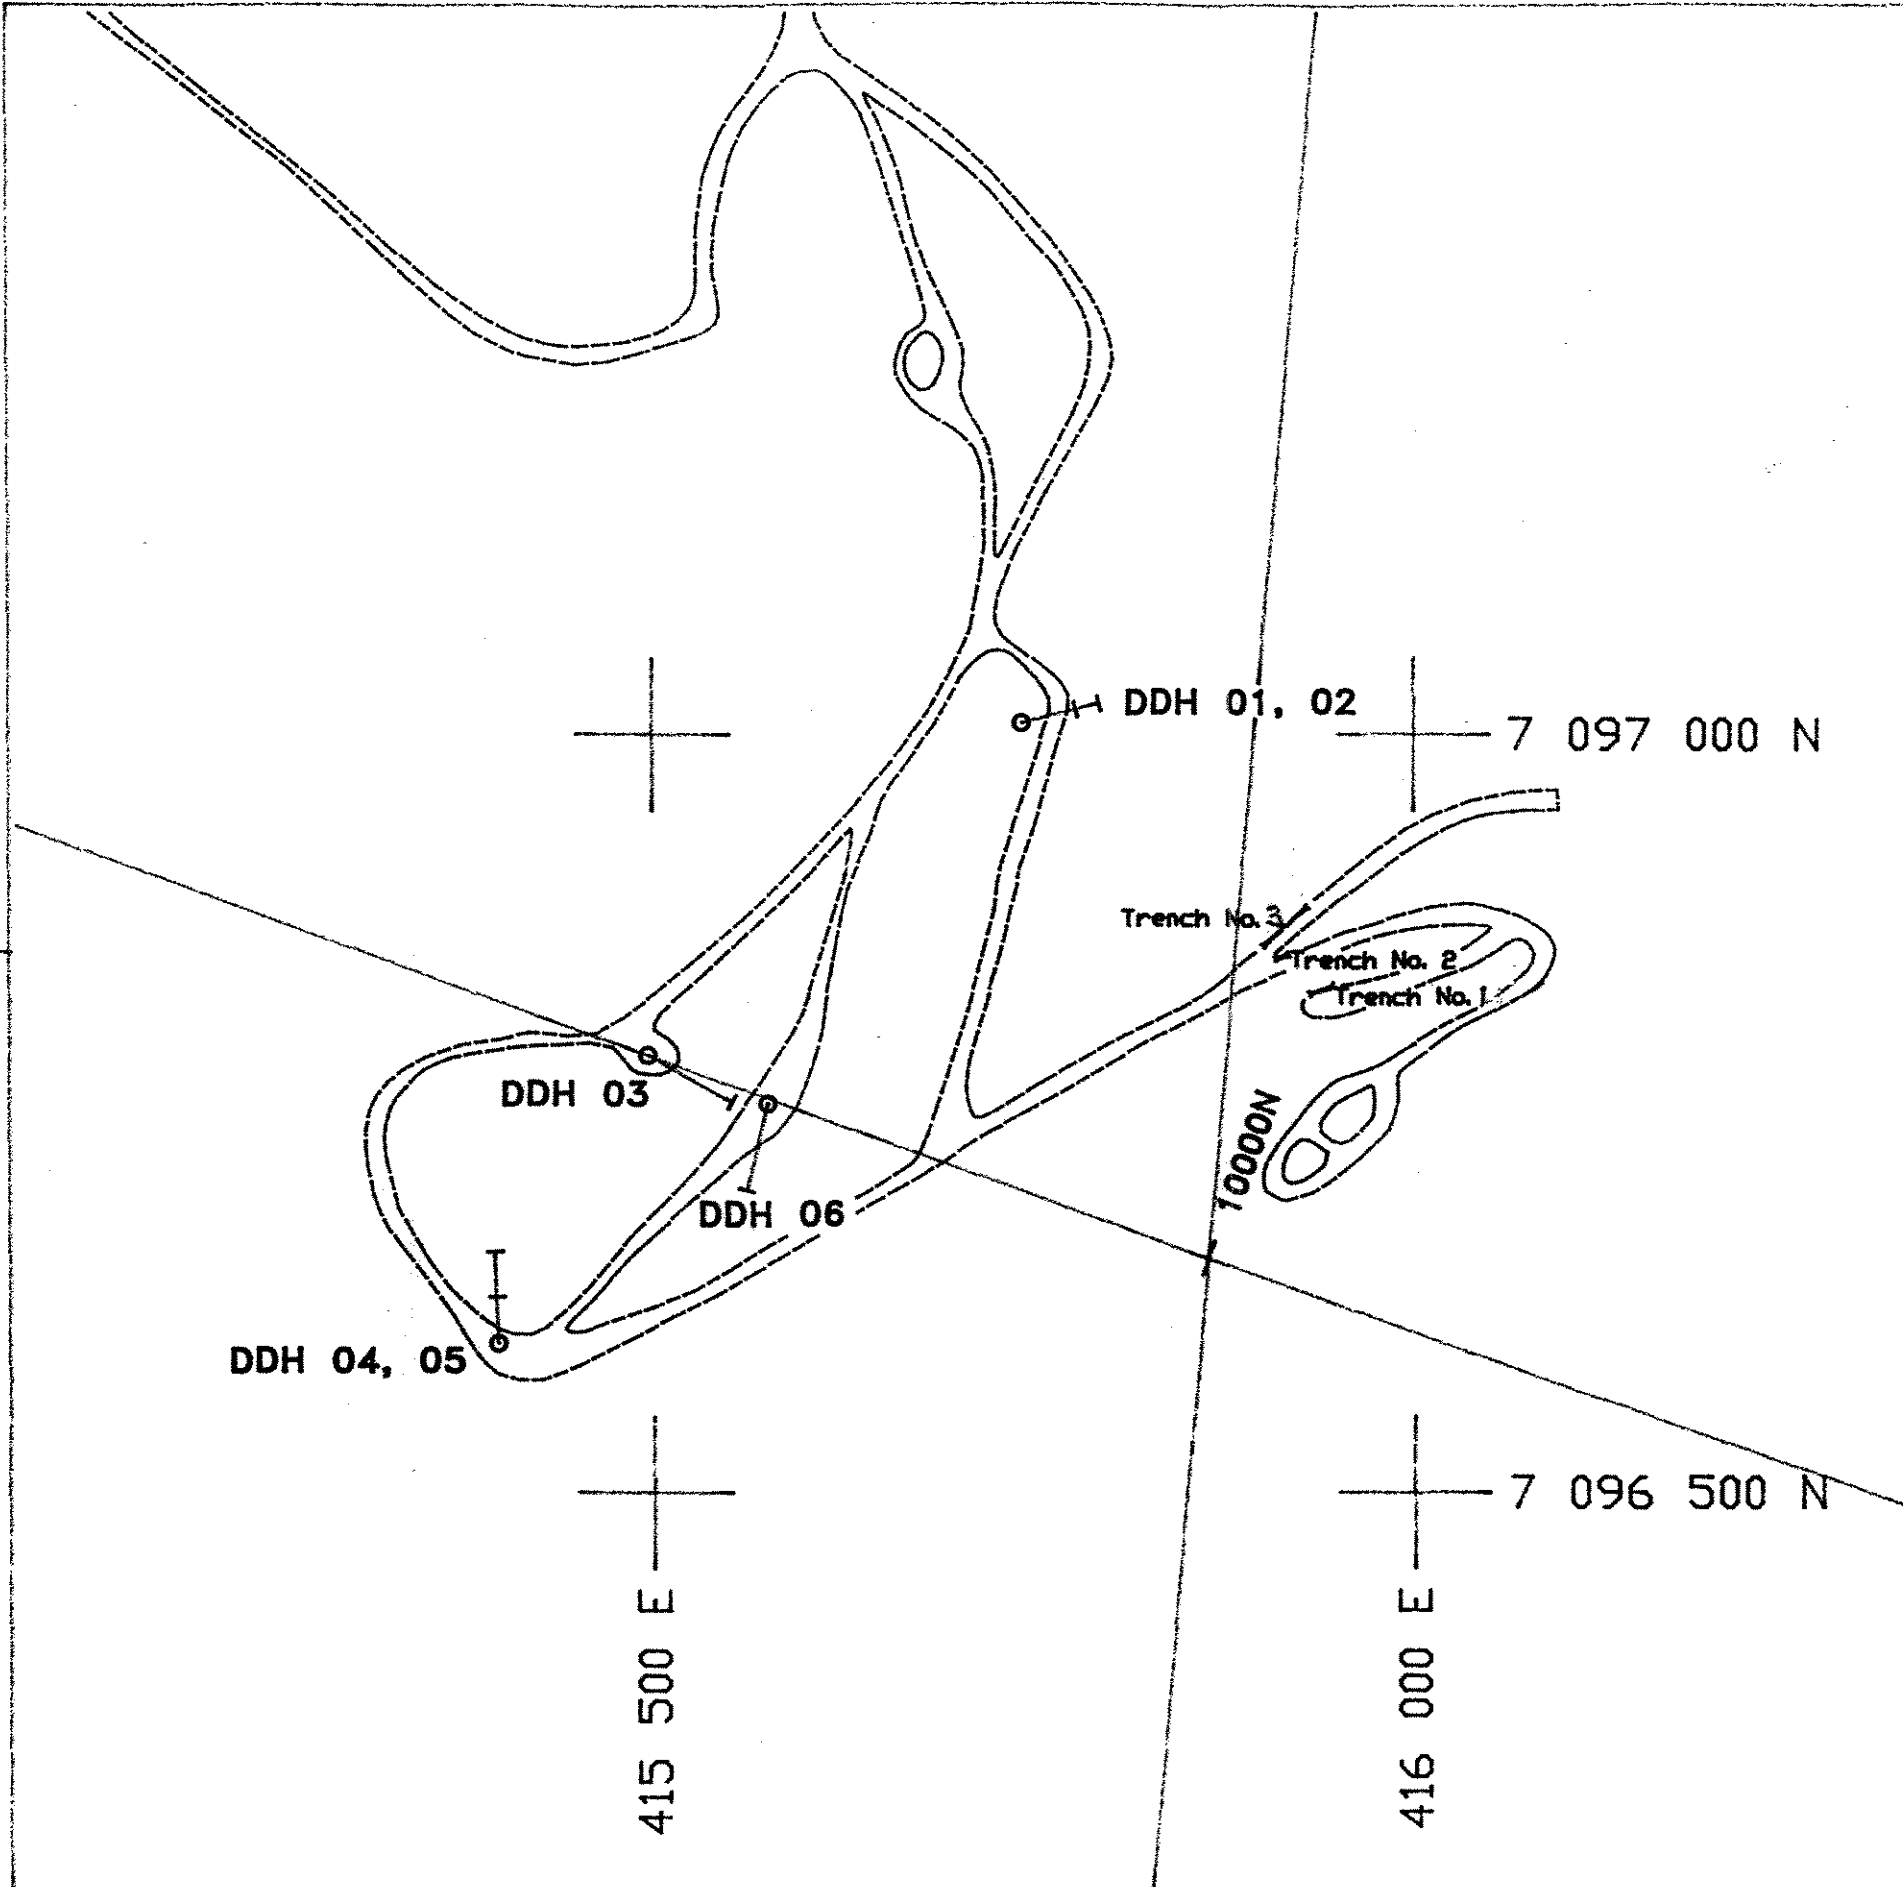 DDH 01, 02
7 097 000 N
Trench No. 3
Trench No. 2
Trench No. 1
DDH 03
10000N
DDH 06
DDH 04, 05
7 096 500 N
415 500 E
416 000 E